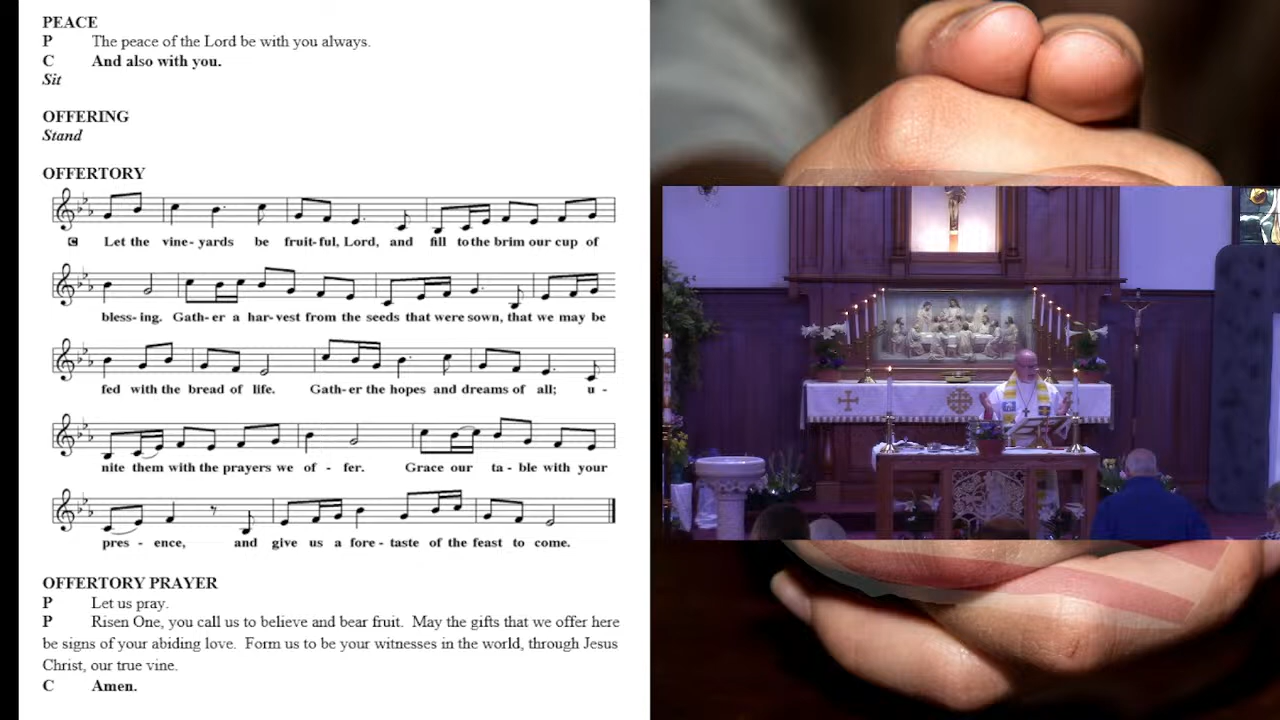 PEACE
P The peace of the Lord be with you always.
C And also with you.
Sit
OFFERING
Stand
OFFERTORY
C Let the vine- yards be fruit-ful, Lord, and fill to the brim our cup of
bless- ing. Gath- er a har- vest from the seeds that were sown, that we may be
fed with the bread of life. Gath-er the hopes and dreams of all; u -
nite them with the prayers we of - fer. Grace our ta - ble with your
pres - ence, and give us a fore - taste of the feast to come.
OFFERTORY PRAYER
P Let us pray.
P Risen One, you call us to believe and bear fruit. May the gifts that we offer here
be signs of your abiding love. Form us to be your witnesses in the world, through Jesus
Christ, our true vine.
C Amen.